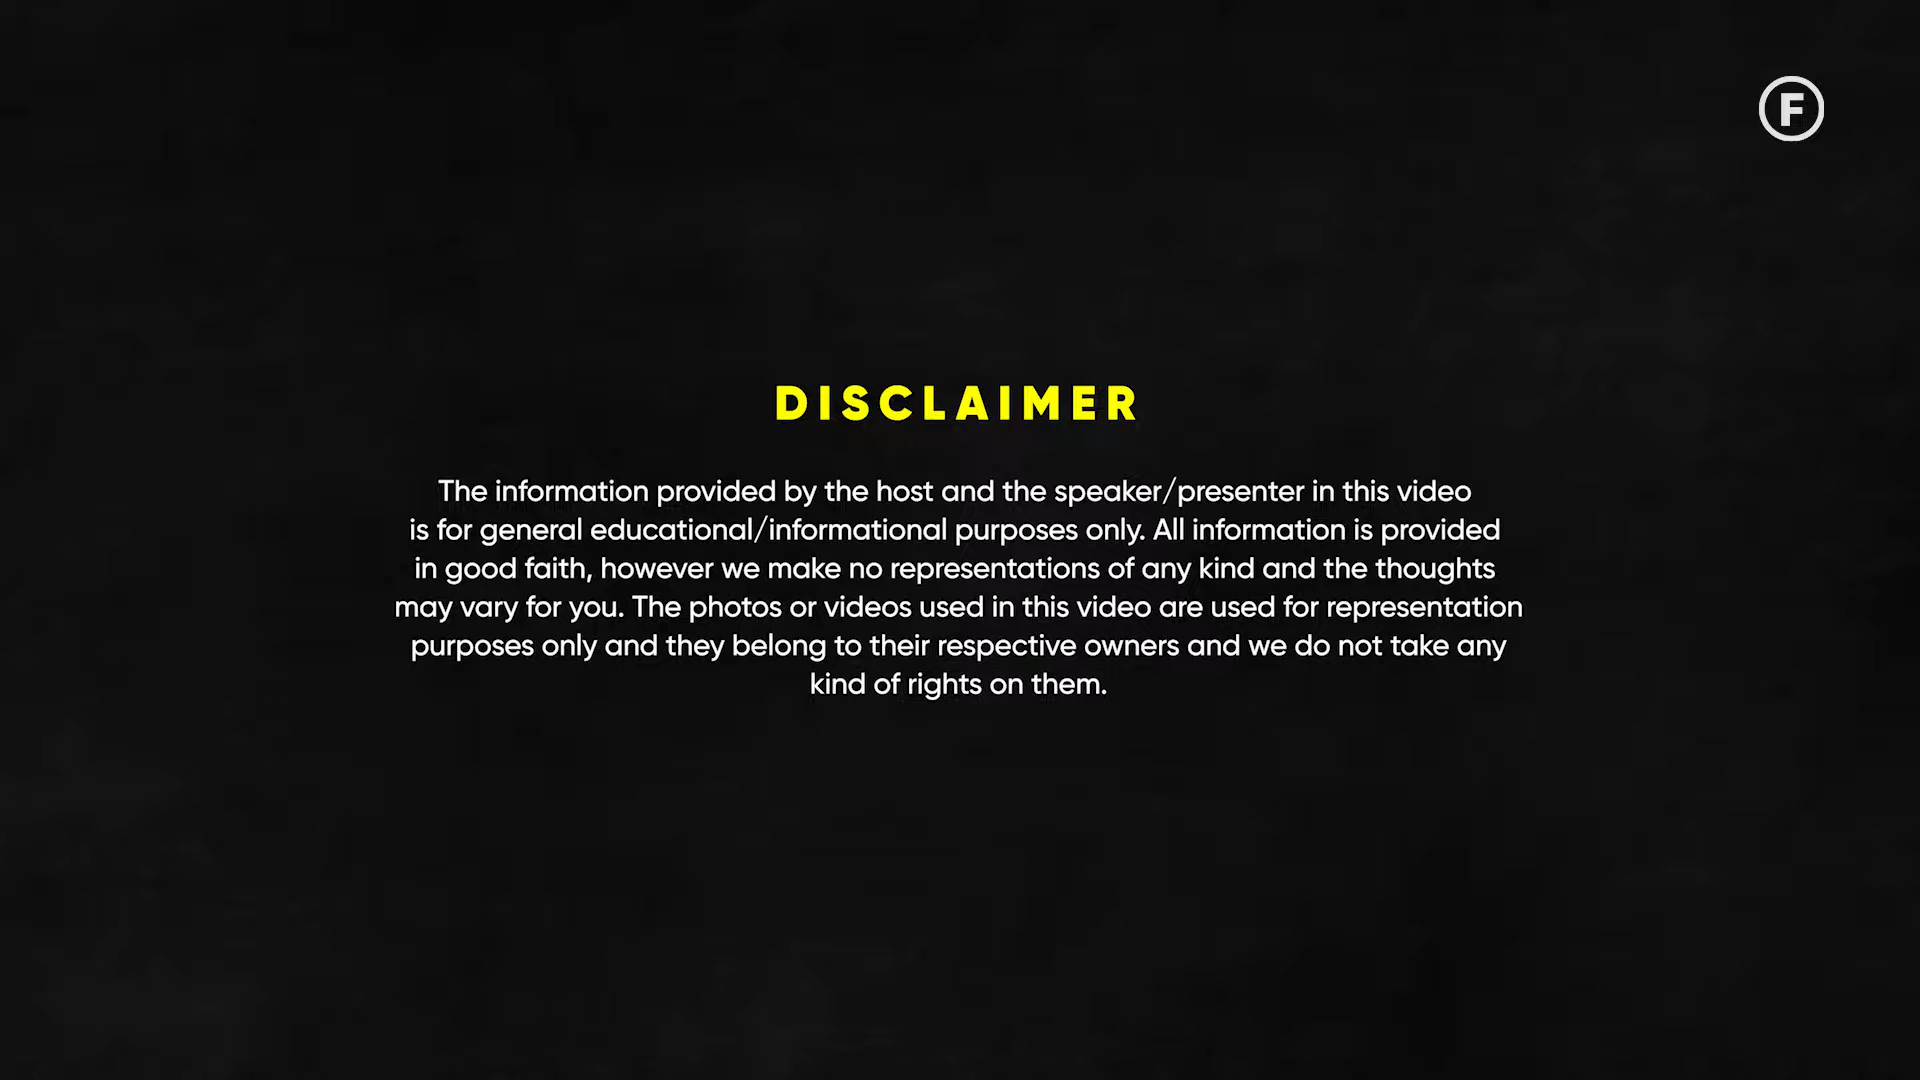 F
DISCLAIMER
The information provided by the host and the speaker/presenter in this video
is for general educational/informational purposes only. All information is provided
in good faith, however we make no representations of any kind and the thoughts
may vary for you. The photos or videos used in this video are used for representation
purposes only and they belong to their respective owners and we do not take any
kind of rights on them.